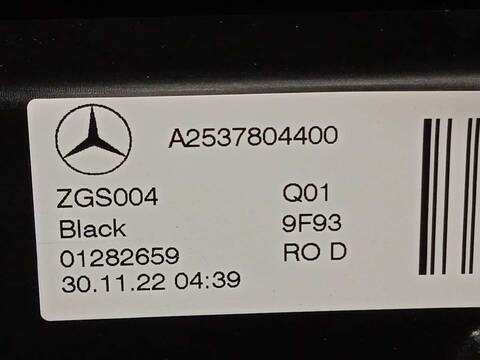 A2537804400
ZGS004 Q01
Black 9F93
01282659 RO D
30.11.22 04:39